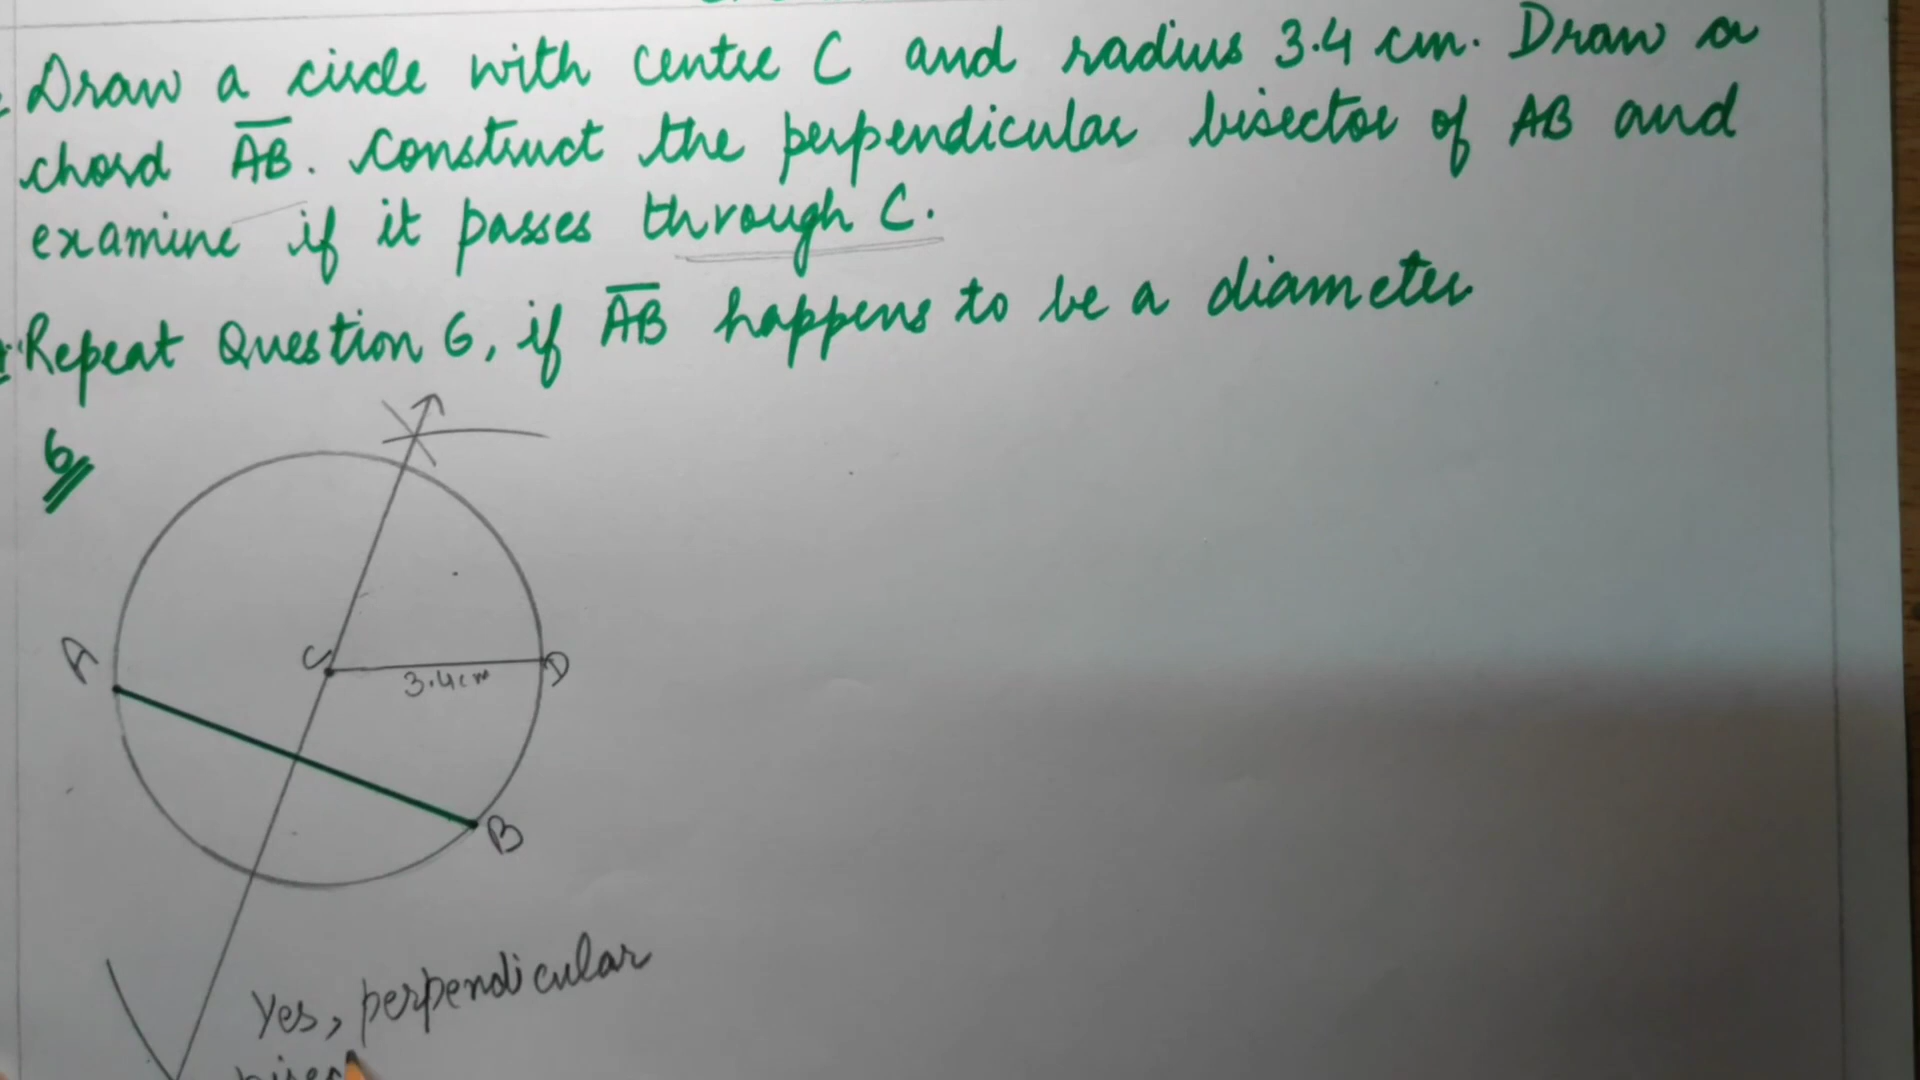 Draw a circle with centre C and radius 3.4 cm. Draw a
chord AB. Construct the perpendicular bisector of AB and
examine if it passes through C.
Repeat Question 6, if AB happens to be a diameter
6
A
C
3.4cm
D
B
Yes, perpendicular